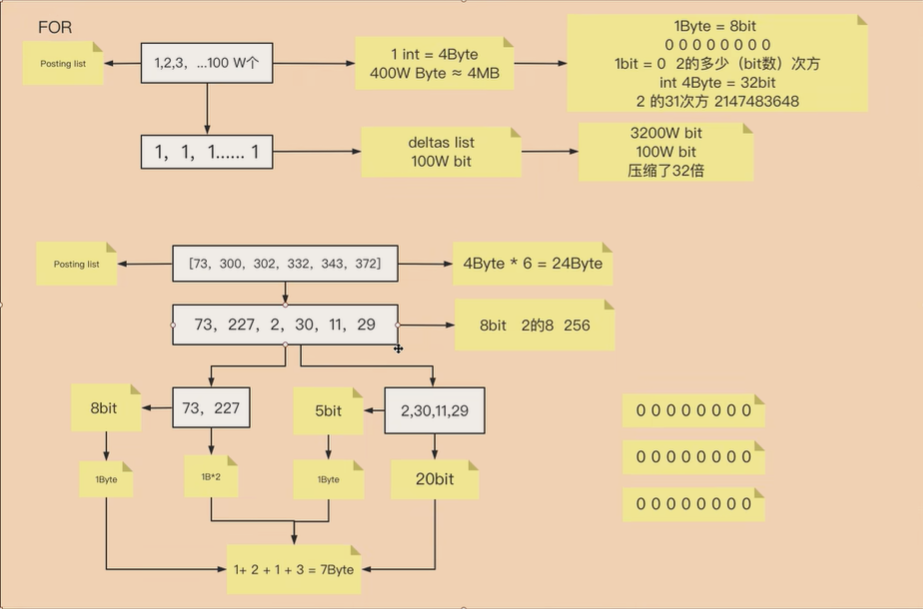 FOR
Posting list
1,2,3, ...100 W个
1 int = 4Byte
400W Byte ≈ 4MB
1Byte = 8bit
0 0 0 0 0 0 0 0
1bit = 0 2的多少（bit数）次方
int 4Byte = 32bit
2 的31次方 2147483648
1, 1, 1...... 1
deltas list
100W bit
3200W bit
100W bit
压缩了32倍
Posting list
[73, 300, 302, 332, 343, 372]
4Byte * 6 = 24Byte
73, 227, 2, 30, 11, 29
8bit 2的8 256
8bit
73, 227
5bit
2,30,11,29
0 0 0 0 0 0 0 0
1Byte
1B*2
1Byte
20bit
0 0 0 0 0 0 0 0
0 0 0 0 0 0 0 0
1+ 2 + 1 + 3 = 7Byte